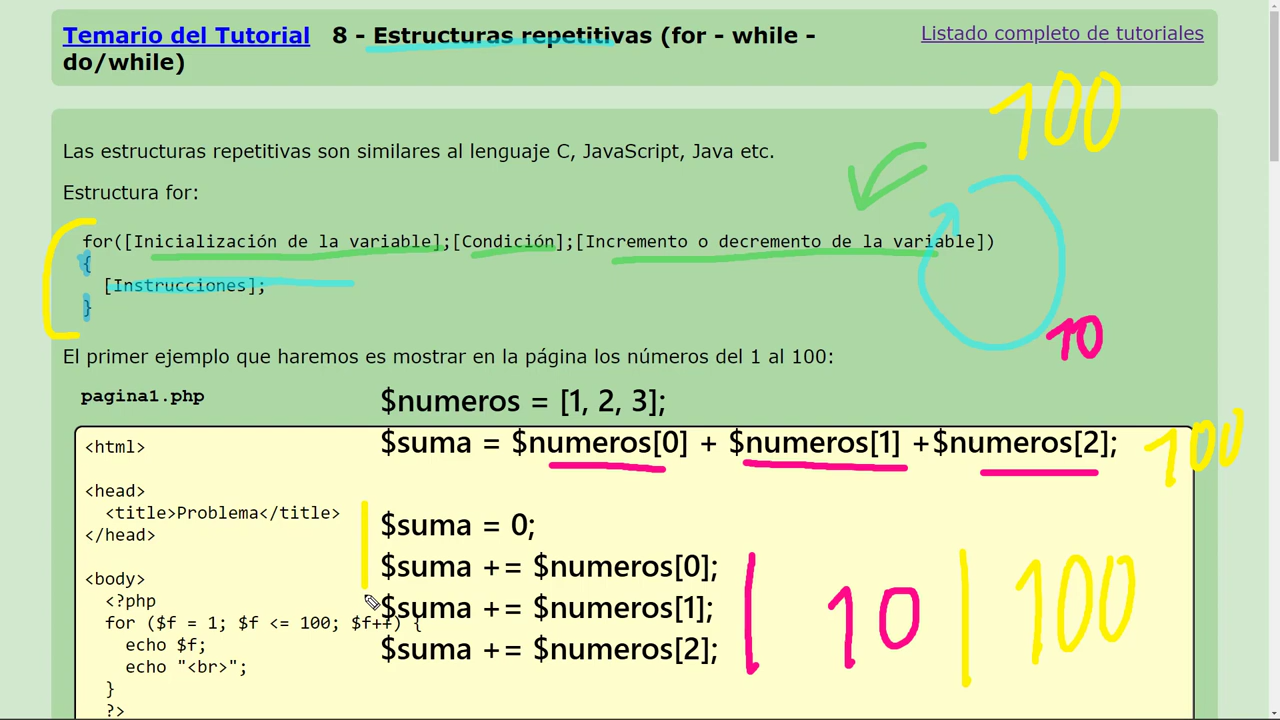 Temario del Tutorial 8 - Estructuras repetitivas (for - while - do/while)
Listado completo de tutoriales
100
Las estructuras repetitivas son similares al lenguaje C, JavaScript, Java etc.
Estructura for:
for([Inicialización de la variable];[Condición];[Incremento o decremento de la variable])
{
[Instrucciones];
}
10
El primer ejemplo que haremos es mostrar en la página los números del 1 al 100:
pagina1.php
$numeros = [1, 2, 3];
$suma = $numeros[0] + $numeros[1] +$numeros[2];
100
$suma = 0;
$suma += $numeros[0];
$suma += $numeros[1];
$suma += $numeros[2];
10
100
<html>
<head>
<title>Problema</title>
</head>
<body>
<?php
for ($f = 1; $f <= 100; $f++) {
echo $f;
echo "<br>";
}
?>